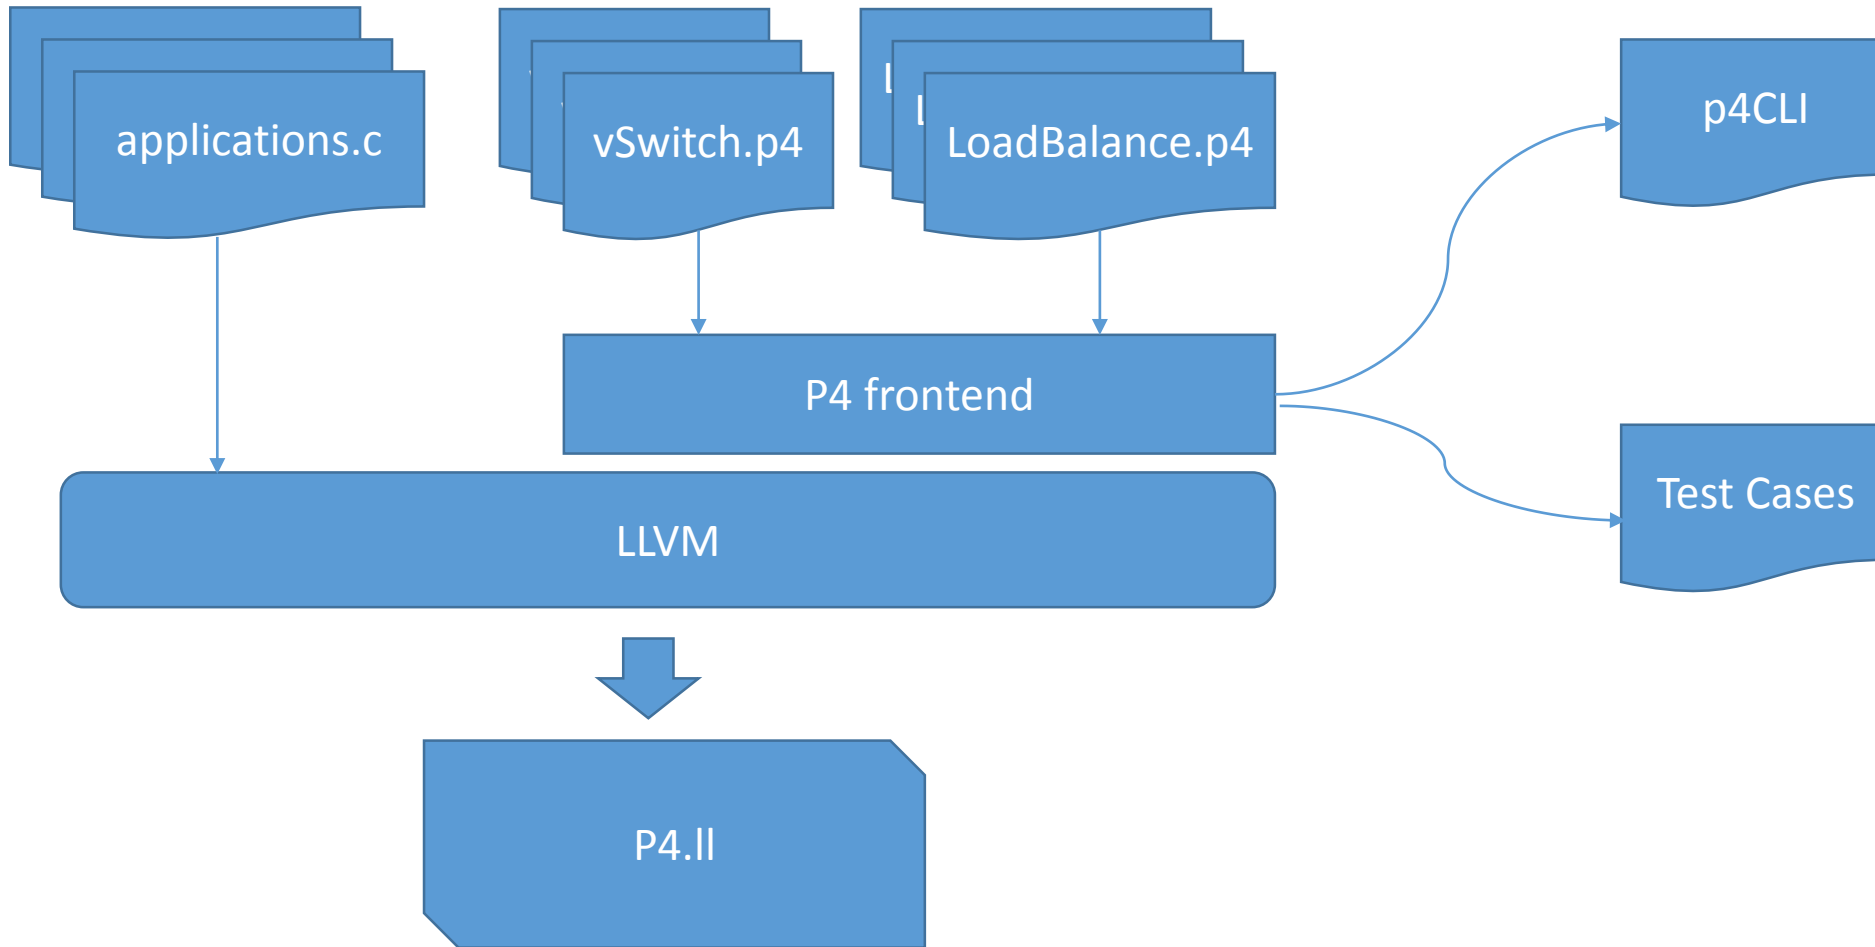 applications.c
vSwitch.p4
LoadBalance.p4
p4CLI
P4 frontend
Test Cases
LLVM
P4.ll